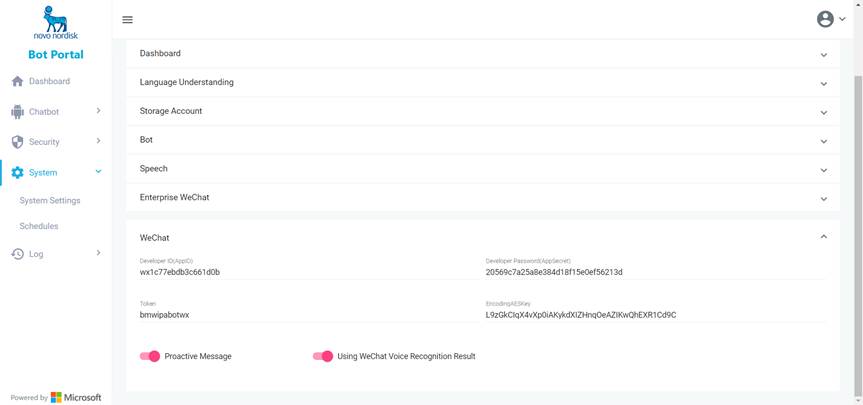 novo nordisk
Bot Portal
Dashboard
Chatbot
Security
System
System Settings
Schedules
Log
Powered by Microsoft
Dashboard
Language Understanding
Storage Account
Bot
Speech
Enterprise WeChat
WeChat
Developer ID(AppID)
wx1c77ebdb3c661d0b
Developer Password(AppSecret)
20569c7a25a8e384d18f15e0ef56213d
Token
bmwipabotwx
EncodingAESKey
L9zGkCIqX4vXp0iAKykdXIZHnqOeAZIKwQhEXR1Cd9C
Proactive Message
Using WeChat Voice Recognition Result